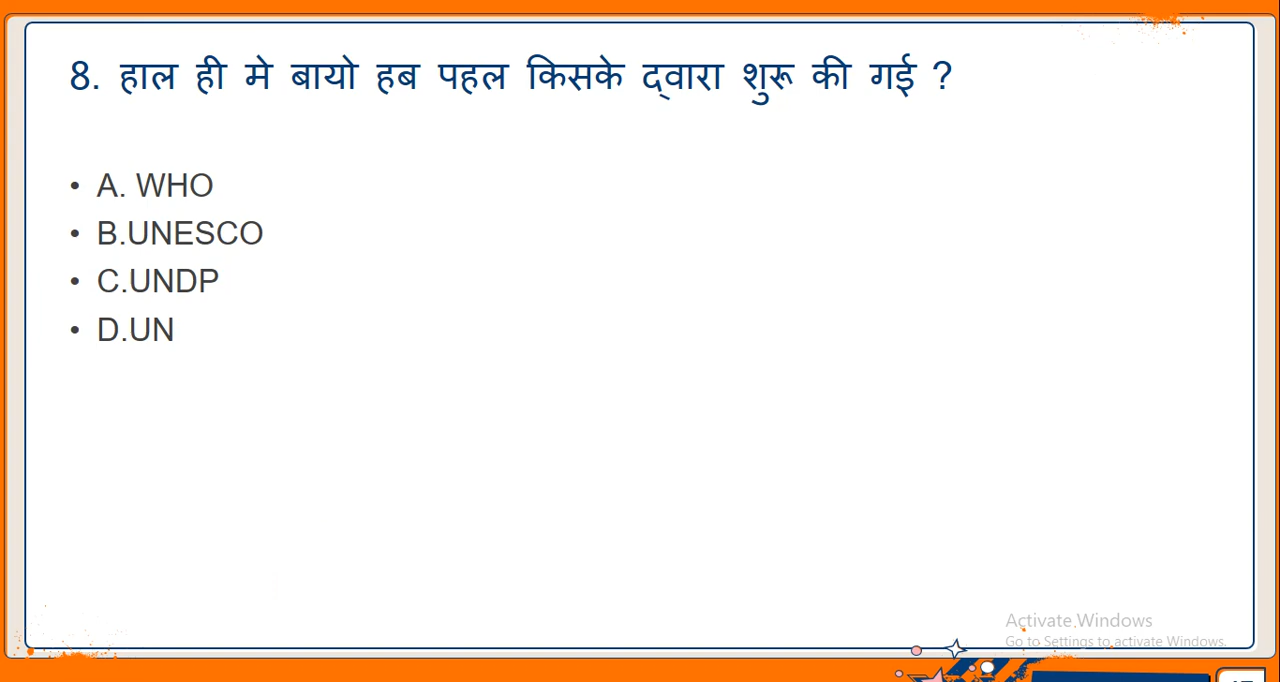 8. हाल ही मे बायो हब पहल किसके द्वारा शुरू की गई ?
• A. WHO
• B.UNESCO
• C.UNDP
• D.UN
Activate Windows
Go to Settings to activate Windows.